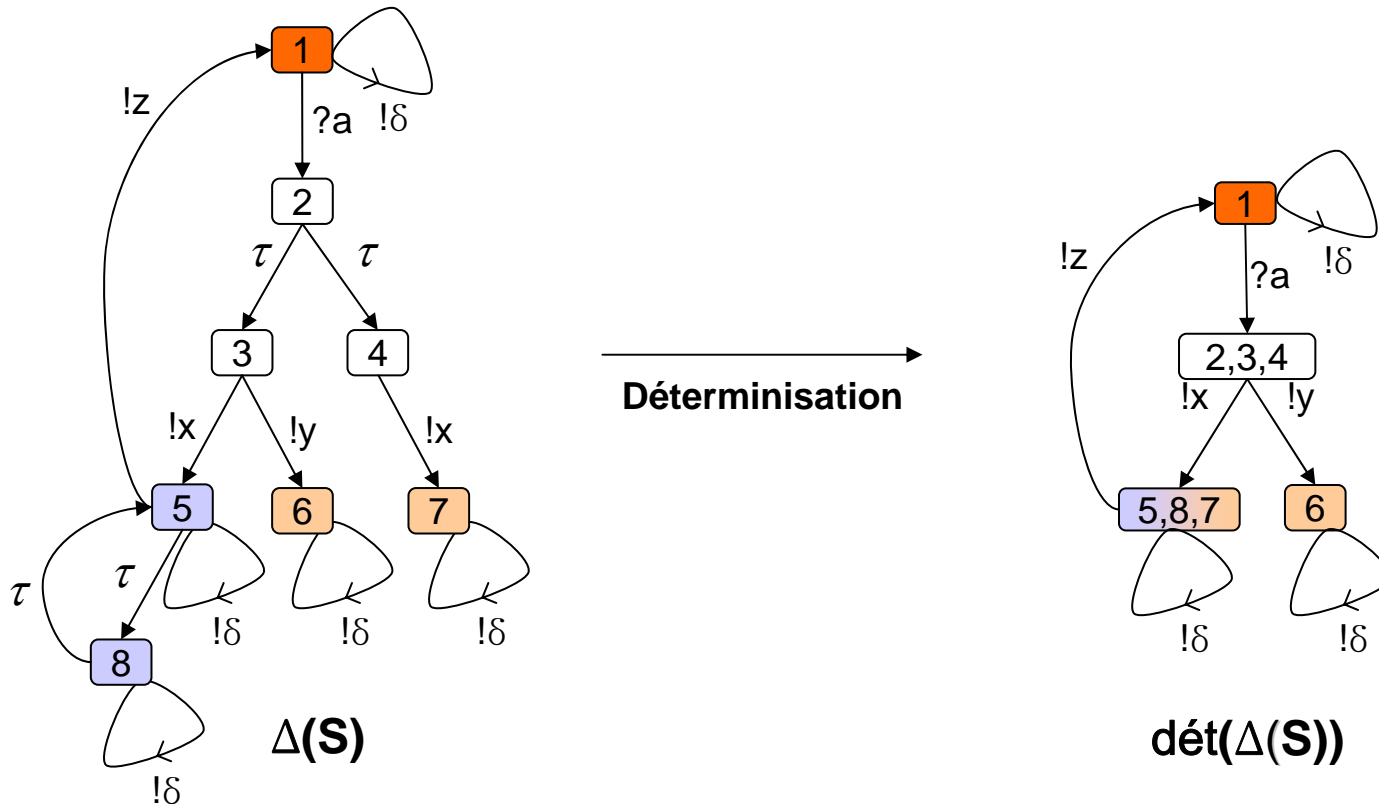 1
!z
!δ
?a
2
τ
τ
3
4
!x
!y
!x
5
6
7
τ
τ
!δ
!δ
!δ
8
!δ
Δ(S)
Déterminisation
1
!z
!δ
?a
2,3,4
!x
!y
5,8,7
6
!δ
!δ
dét(Δ(S))